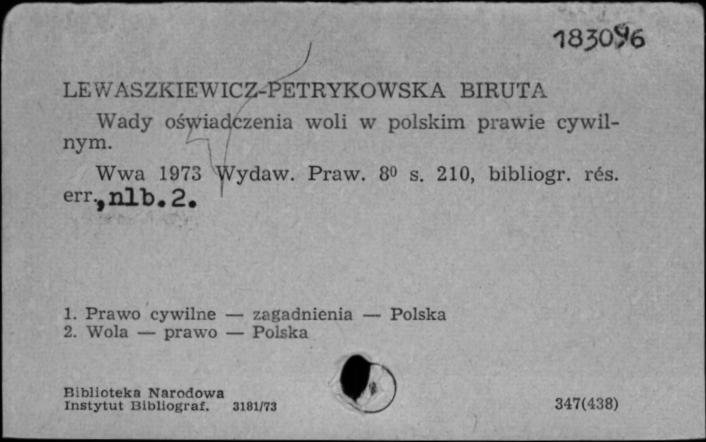 183096
LEWASZKIEWICZ-PETRYKOWSKA BIRUTA
Wady oświadczenia woli w polskim prawie cywil-
nym.
Wwa 1973 Wydaw. Praw. 8⁰ s. 210, bibliogr. rés.
err., nlb. 2.
1. Prawo cywilne — zagadnienia — Polska
2. Wola — prawo — Polska
Biblioteka Narodowa
Instytut Bibliograf. 3181/73
347(438)